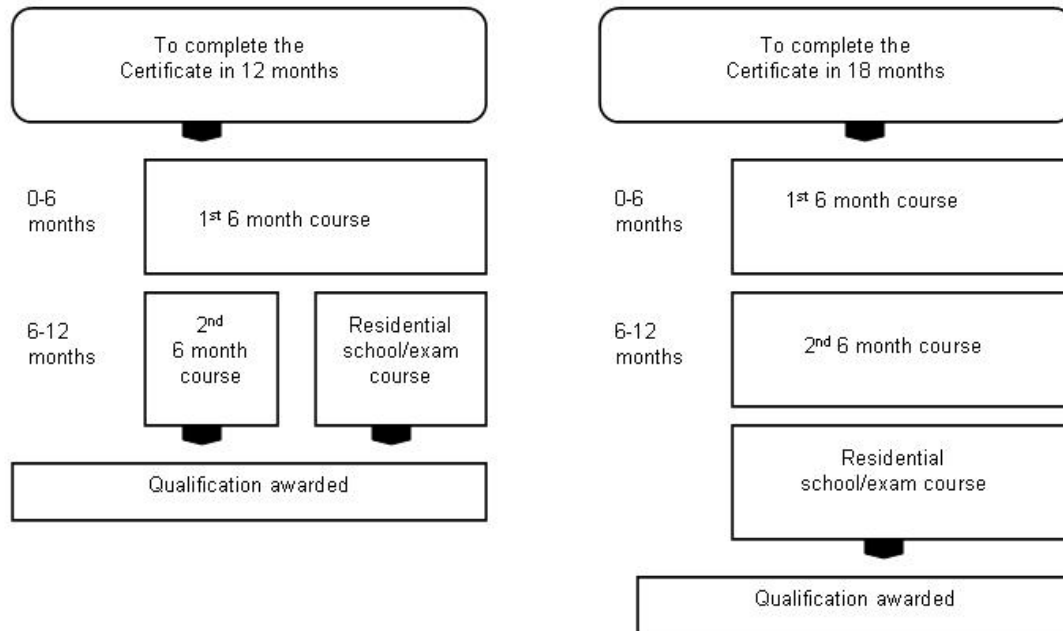 To complete the
Certificate in 12 months
0-6
months
1st 6 month course
6-12
months
2nd
6 month
course
Residential
school/exam
course
Qualification awarded
To complete the
Certificate in 18 months
0-6
months
1st 6 month course
6-12
months
2nd 6 month course
Residential
school/exam course
Qualification awarded